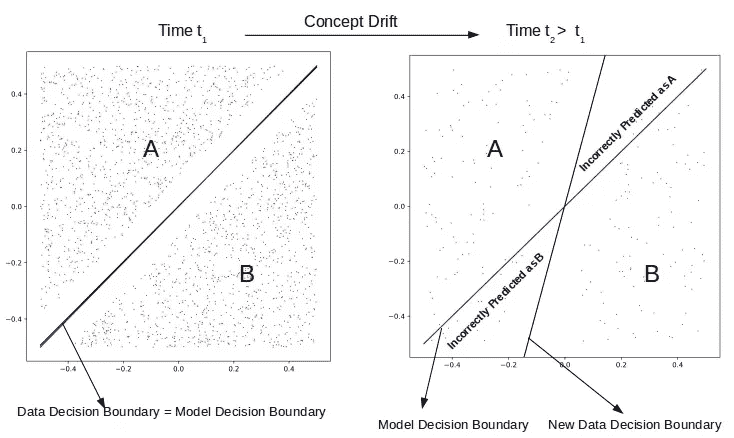 Concept Drift
Time t1
Time t2 > t1
0.4
0.2
0.0
−0.2
−0.4
−0.4
−0.2
0.0
0.2
0.4
A
B
Data Decision Boundary = Model Decision Boundary
0.4
0.2
0.0
−0.2
−0.4
−0.4
−0.2
0.0
0.2
0.4
A
B
Incorrectly Predicted as A
Incorrectly Predicted as B
Model Decision Boundary
New Data Decision Boundary